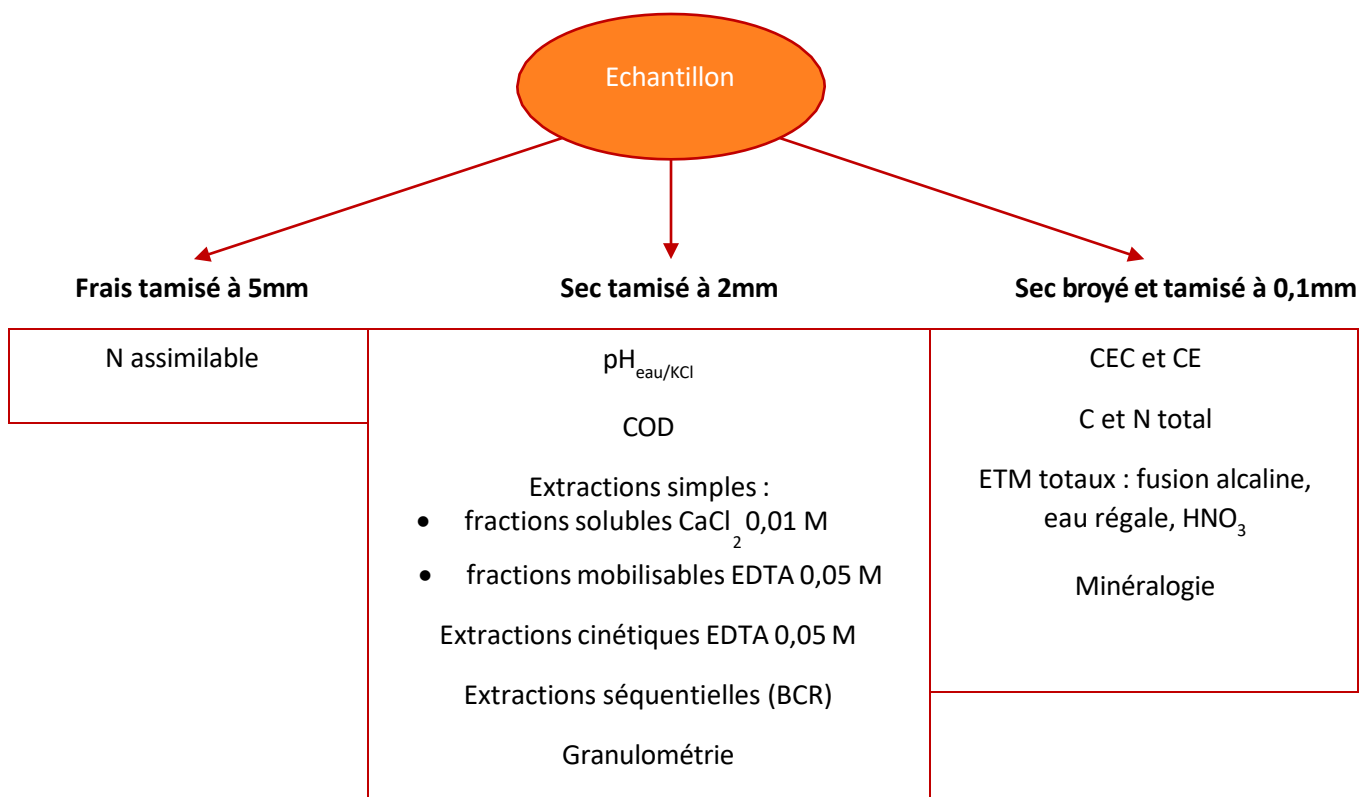 Echantillon
Frais tamisé à 5mm
Sec tamisé à 2mm
Sec broyé et tamisé à 0,1mm
N assimilable
pH eau/KCl
COD
Extractions simples :
• fractions solubles CaCl2 0,01 M
• fractions mobilisables EDTA 0,05 M
Extractions cinétiques EDTA 0,05 M
Extractions séquentielles (BCR)
Granulométrie
CEC et CE
C et N total
ETM totaux : fusion alcaline,
eau régale, HNO3
Minéralogie